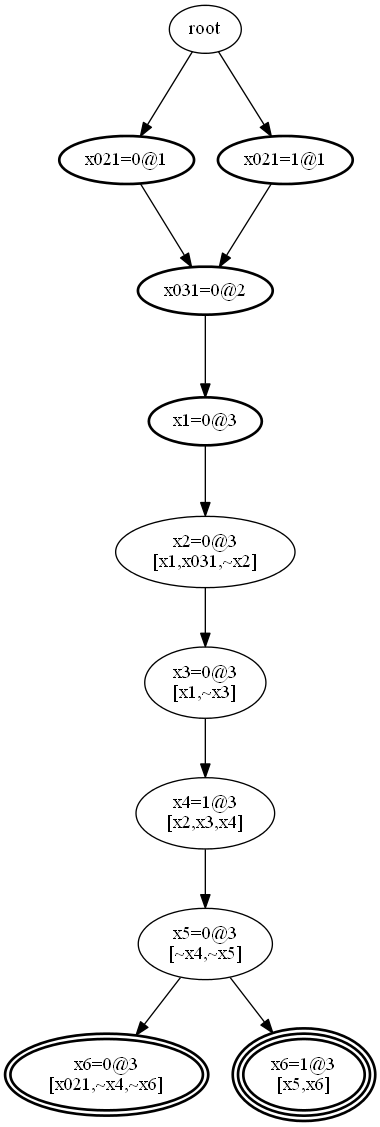 root
x021=0@1
x021=1@1
x031=0@2
x1=0@3
x2=0@3
[x1,x031,~x2]
x3=0@3
[x1,~x3]
x4=1@3
[x2,x3,x4]
x5=0@3
[~x4,~x5]
x6=0@3
[x021,~x4,~x6]
x6=1@3
[x5,x6]